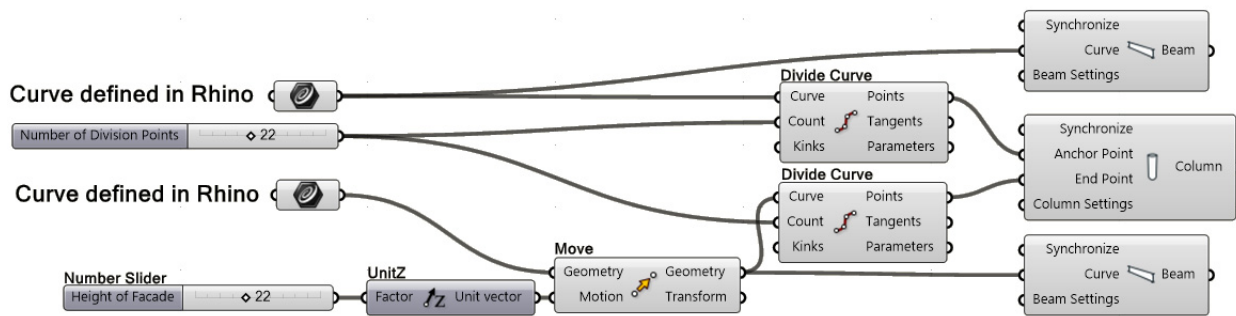 Synchronize
Curve Beam
Beam Settings
Curve defined in Rhino
Divide Curve
Curve Points
Count Tangents
Kinks Parameters
Number of Division Points 22
Synchronize
Anchor Point
End Point Column
Column Settings
Divide Curve
Curve Points
Count Tangents
Kinks Parameters
Curve defined in Rhino
Synchronize
Curve Beam
Beam Settings
Move
Geometry Geometry
Motion Transform
Number Slider
Height of Facade 22
UnitZ
Factor Z Unit vector